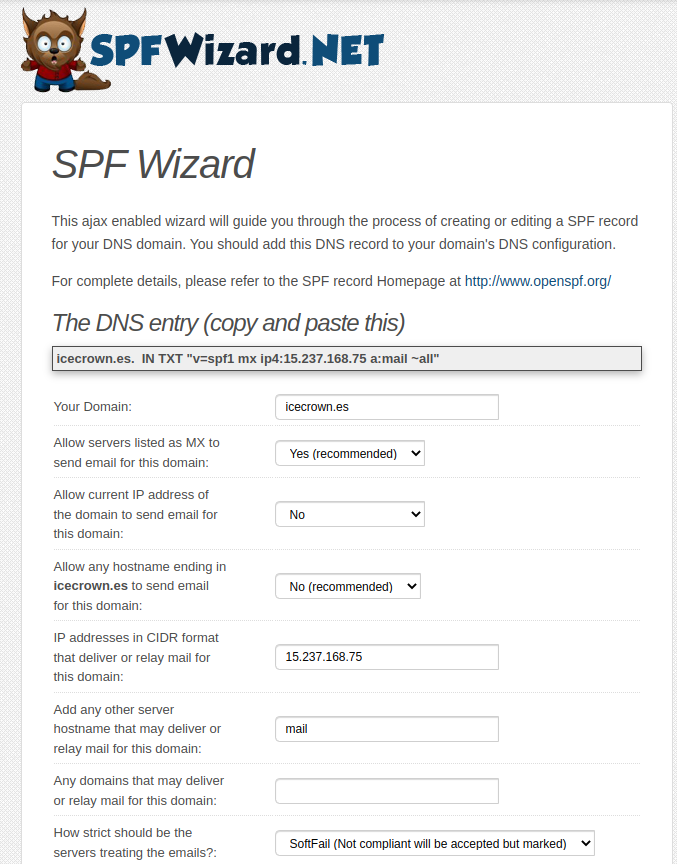 SPFWizard.NET
SPF Wizard
This ajax enabled wizard will guide you through the process of creating or editing a SPF record
for your DNS domain. You should add this DNS record to your domain's DNS configuration.
For complete details, please refer to the SPF record Homepage at http://www.openspf.org/
The DNS entry (copy and paste this)
icecrown.es.  IN TXT "v=spf1 mx ip4:15.237.168.75 a:mail ~all"
Your Domain:
icecrown.es
Allow servers listed as MX to
send email for this domain:
Yes (recommended)
Allow current IP address of
the domain to send email for
this domain:
No
Allow any hostname ending in
icecrown.es to send email
for this domain:
No (recommended)
IP addresses in CIDR format
that deliver or relay mail for
this domain:
15.237.168.75
Add any other server
hostname that may deliver or
relay mail for this domain:
mail
Any domains that may deliver
or relay mail for this domain:
How strict should be the
servers treating the emails?:
SoftFail (Not compliant will be accepted but marked)